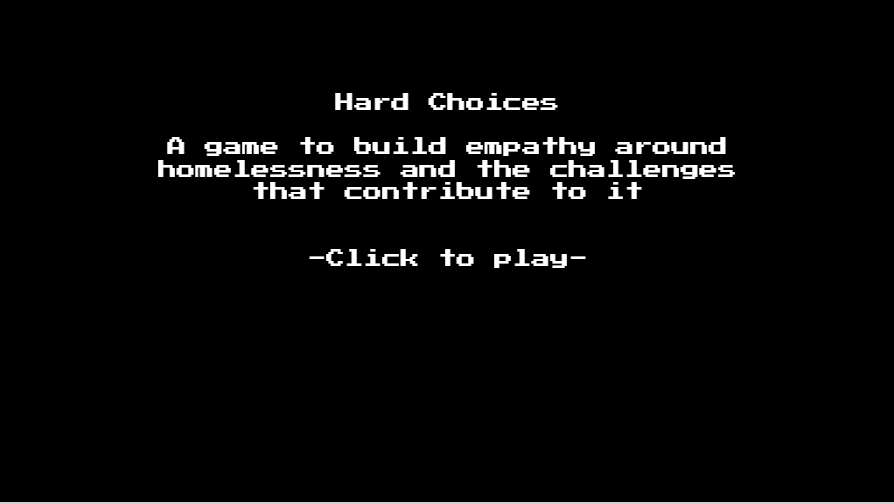 Hard Choices
A game to build empathy around
homelessness and the challenges
that contribute to it
-Click to play-